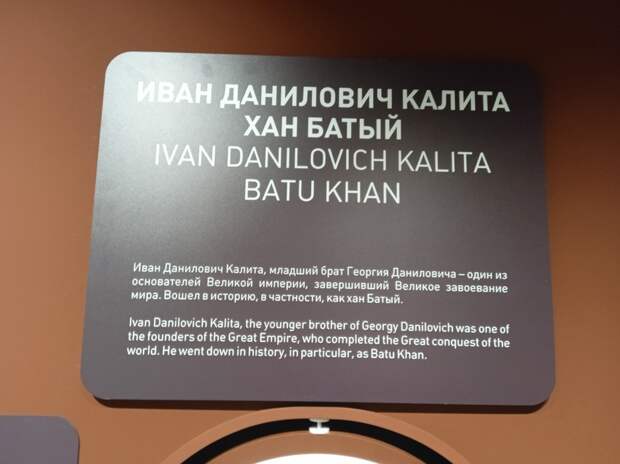 ИВАН ДАНИЛОВИЧ КАЛИТА
ХАН БАТЫЙ
IVAN DANILOVICH KALITA
BATU KHAN
Иван Данилович Калита, младший брат Георгия Даниловича – один из
основателей Великой империи, завершивший Великое завоевание
мира. Вошел в историю, в частности, как хан Батый.
Ivan Danilovich Kalita, the younger brother of Georgy Danilovich was one of
the founders of the Great Empire, who completed the Great conquest of the
world. He went down in history, in particular, as Batu Khan.